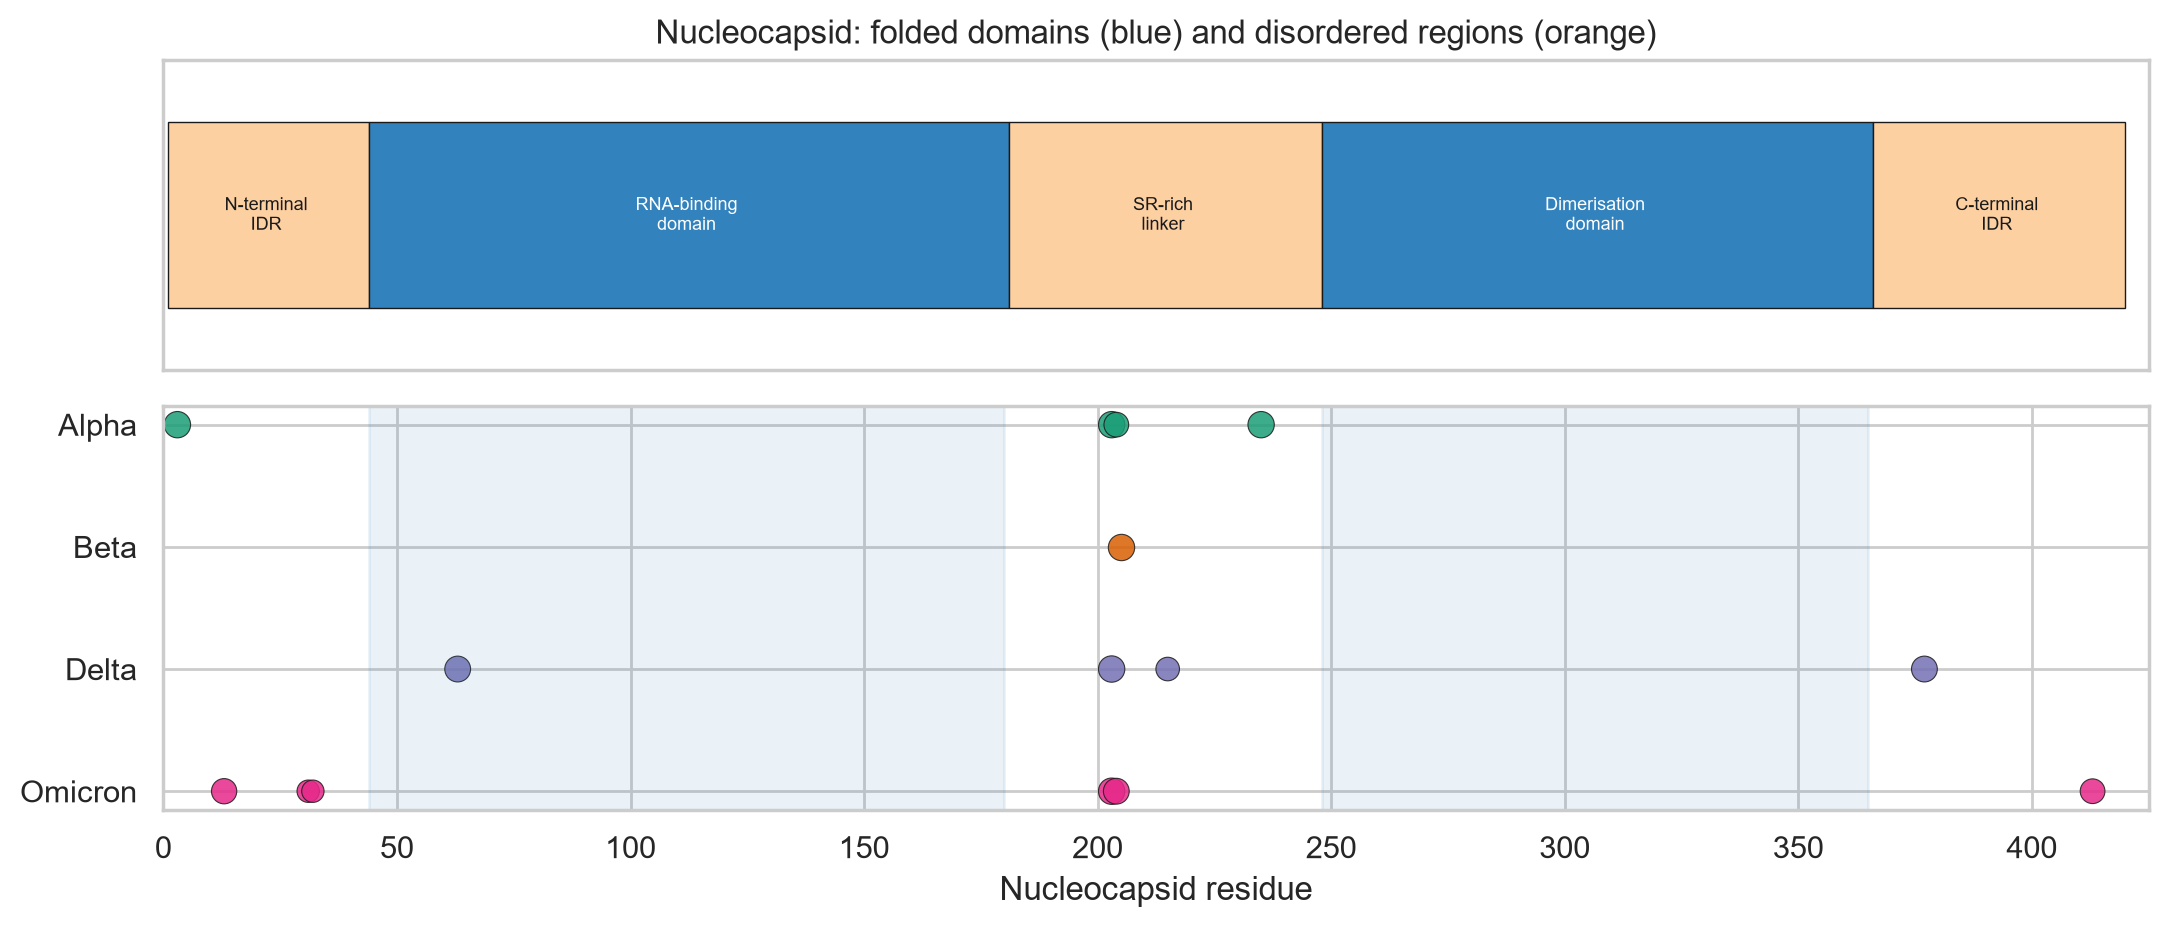 Nucleocapsid: folded domains (blue) and disordered regions (orange)
N-terminal
IDR
RNA-binding
domain
SR-rich
linker
Dimerisation
domain
C-terminal
IDR
Alpha
Beta
Delta
Omicron
0 50 100 150 200 250 300 350 400
Nucleocapsid residue